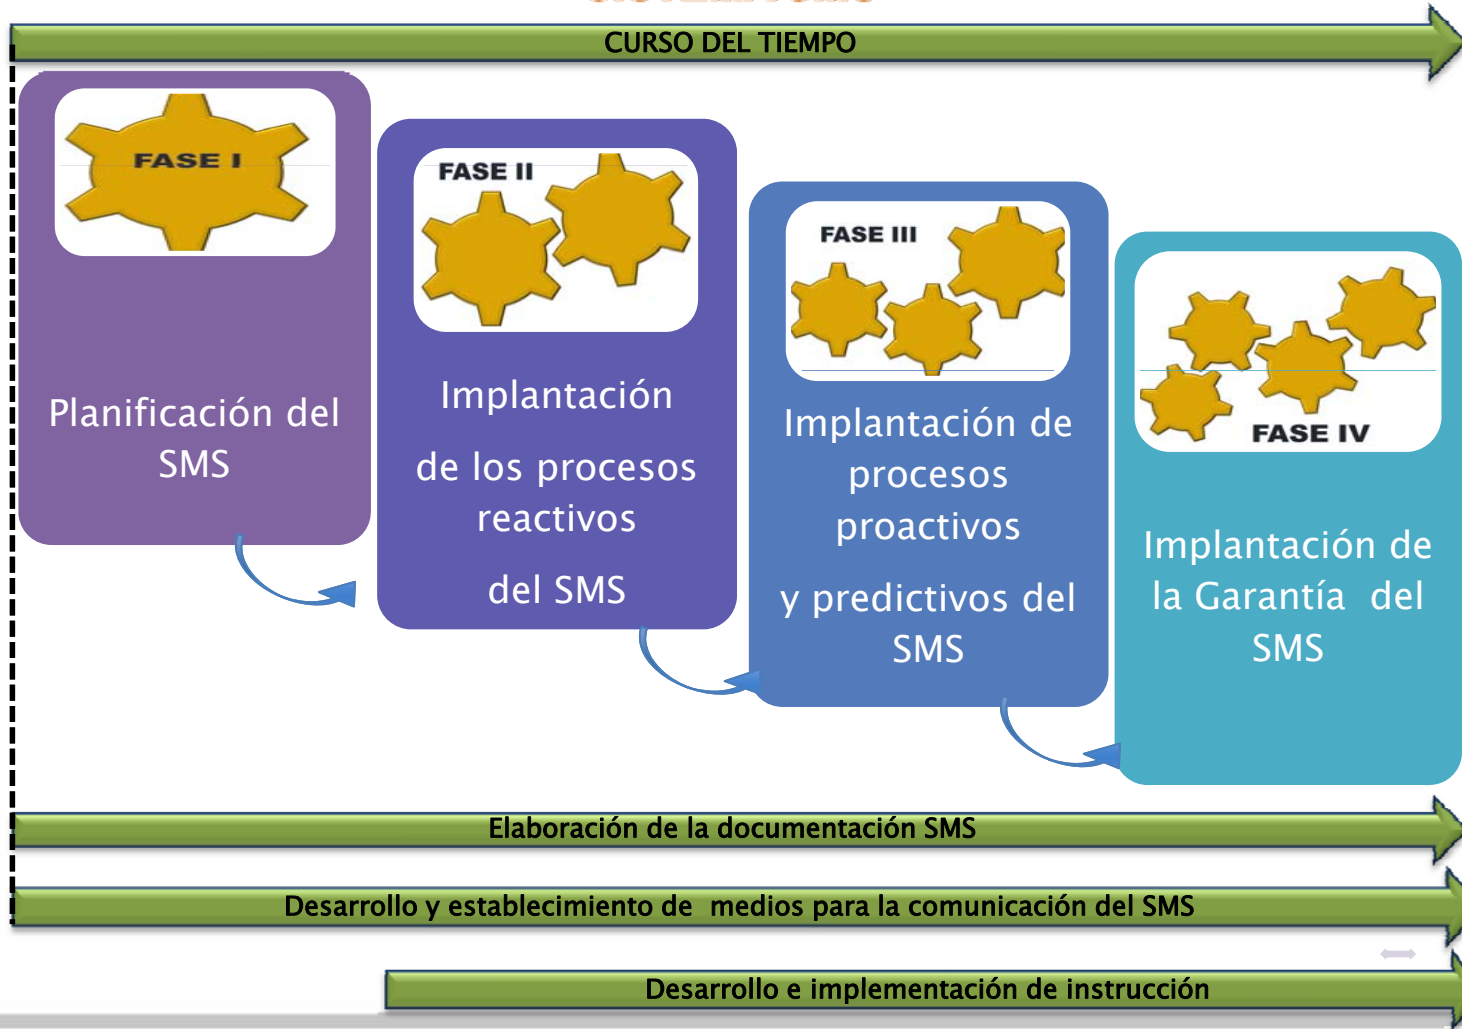 CURSO DEL TIEMPO
FASE I
Planificación del
SMS
FASE II
Implantación
de los procesos
reactivos
del SMS
FASE III
Implantación de
procesos
proactivos
y predictivos del
SMS
FASE IV
Implantación de
la Garantía del
SMS
Elaboración de la documentación SMS
Desarrollo y establecimiento de medios para la comunicación del SMS
Desarrollo e implementación de instrucción